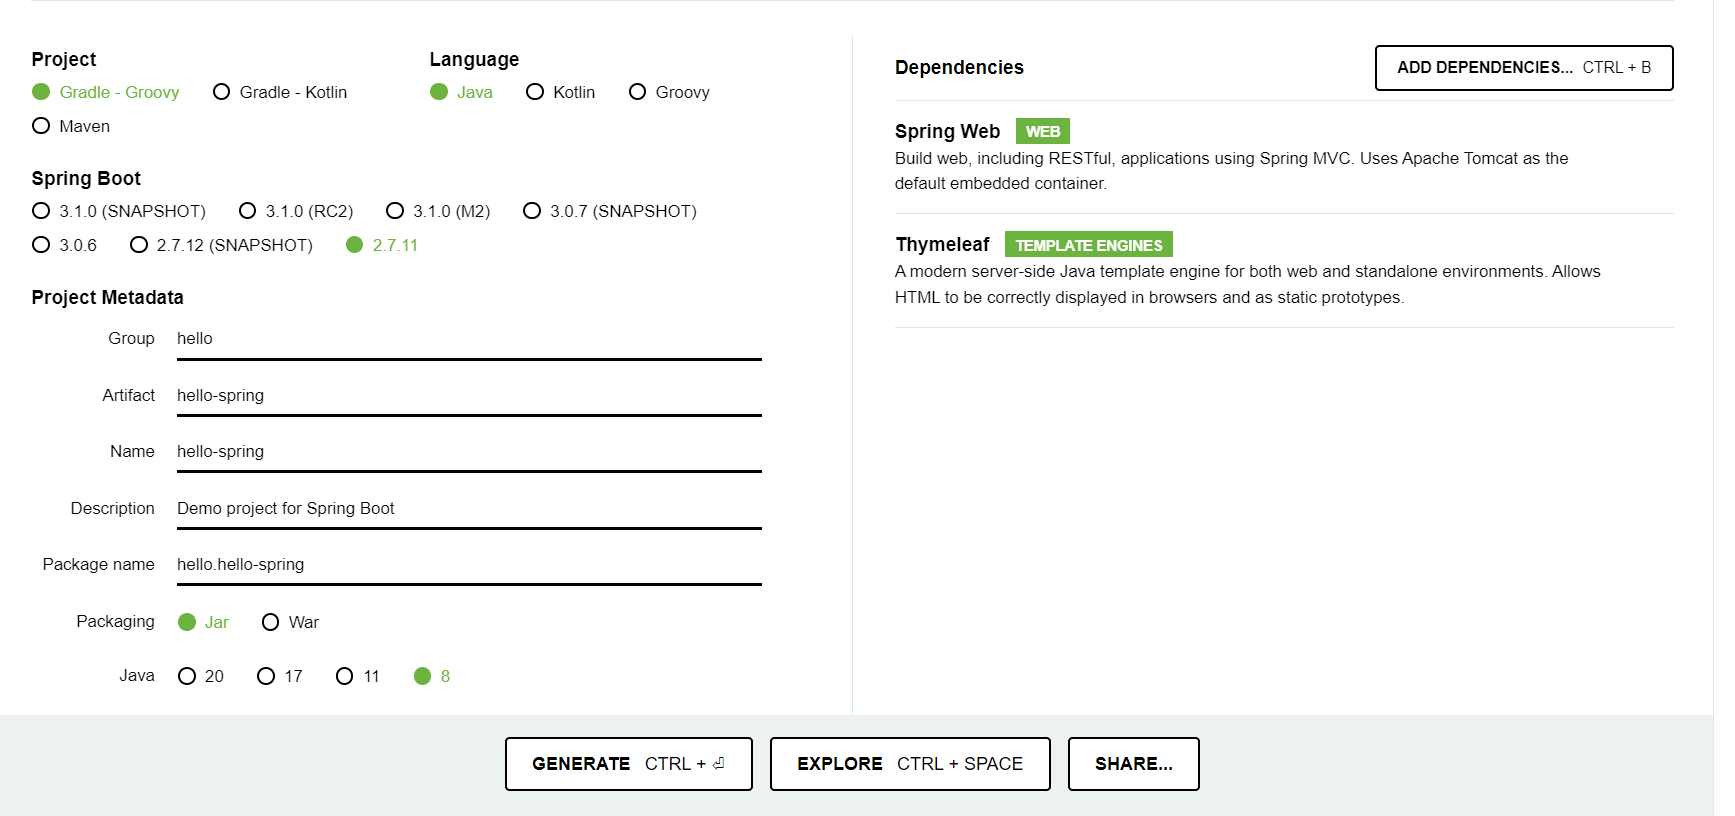 Project
Gradle - Groovy Gradle - Kotlin
Maven
Language
Java Kotlin Groovy
Spring Boot
3.1.0 (SNAPSHOT) 3.1.0 (RC2) 3.1.0 (M2) 3.0.7 (SNAPSHOT)
3.0.6 2.7.12 (SNAPSHOT) 2.7.11
Project Metadata
Group hello
Artifact hello-spring
Name hello-spring
Description Demo project for Spring Boot
Package name hello.hello-spring
Packaging Jar War
Java 20 17 11 8
Dependencies ADD DEPENDENCIES... CTRL + B
Spring Web WEB
Build web, including RESTful, applications using Spring MVC. Uses Apache Tomcat as the
default embedded container.
Thymeleaf TEMPLATE ENGINES
A modern server-side Java template engine for both web and standalone environments. Allows
HTML to be correctly displayed in browsers and as static prototypes.
GENERATE CTRL + ⏎ EXPLORE CTRL + SPACE SHARE...